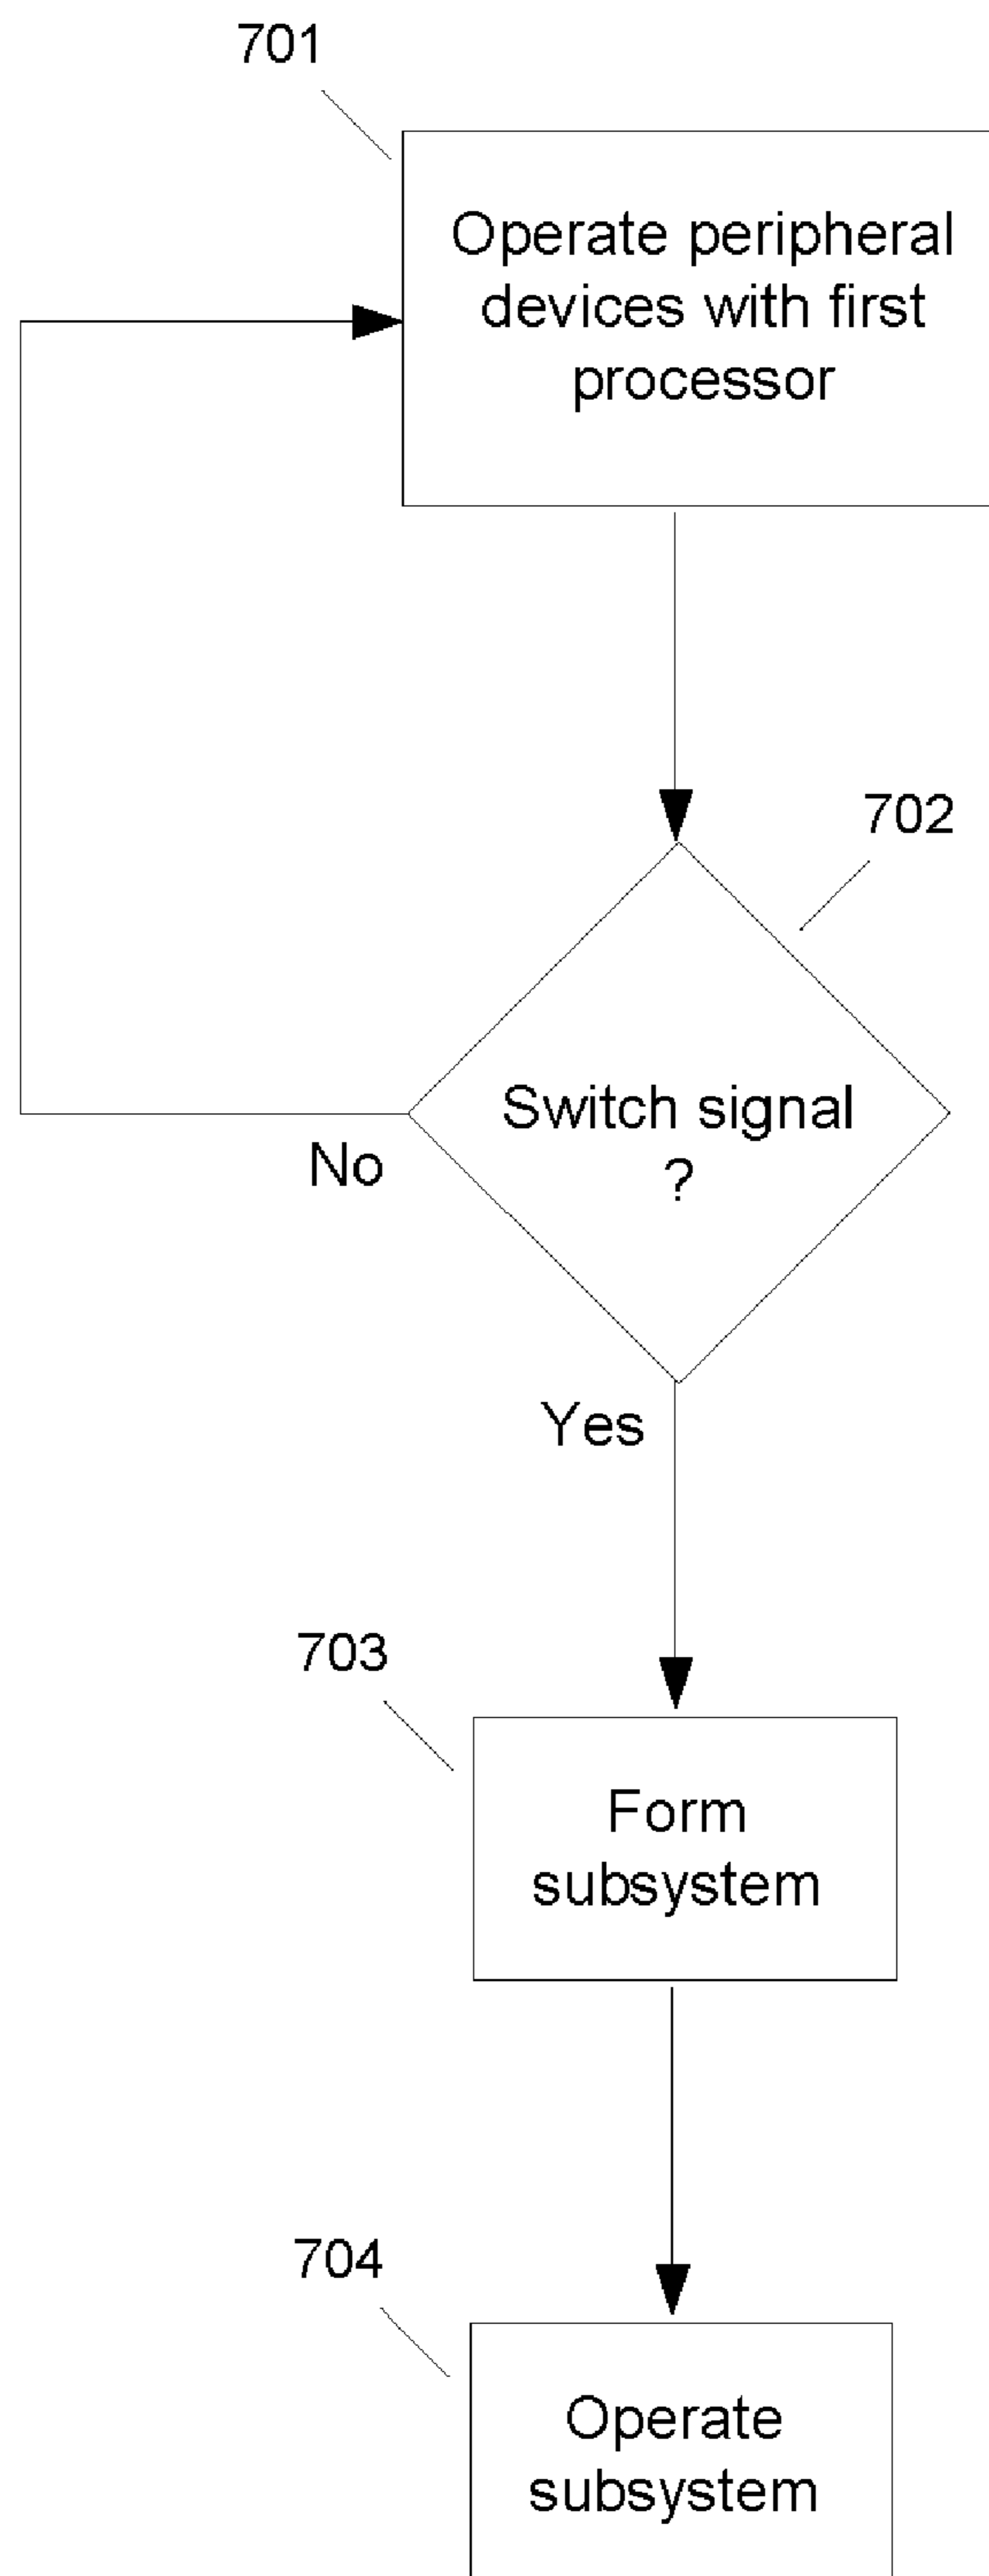 701
Operate peripheral
devices with first
processor
702
Switch signal
?
No
Yes
703
Form
subsystem
704
Operate
subsystem